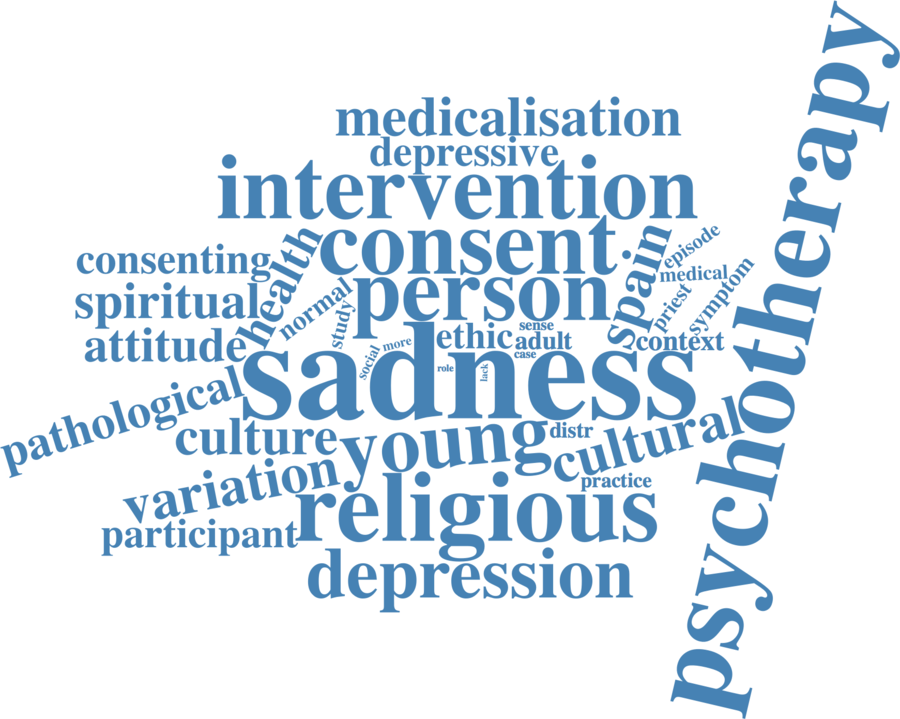 medicalisation
depressive
intervention
consent
consenting
health
spain
episode
medical
spiritual
normal
person
priest
symptom
study
attitude
social
more
ethic
sense
adult
case
context
sadness
role
lack
psychotherapy
pathological
culture
young
distr
cultural
variation
practice
religious
participant
depression